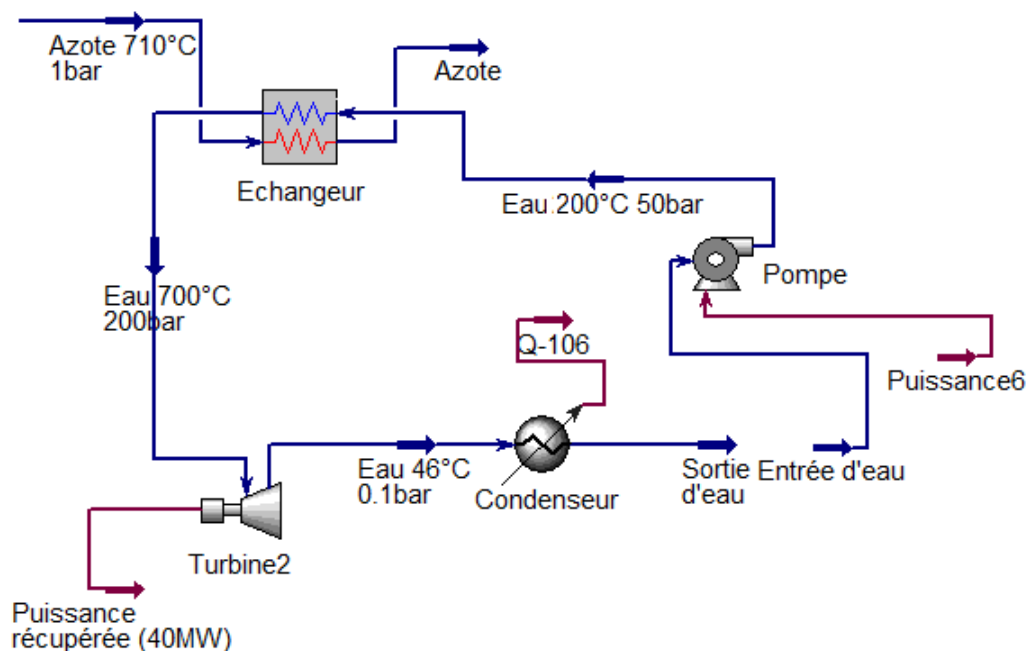 Azote 710°C
1bar
Azote
Echangeur
Eau 200°C 50bar
Pompe
Eau 700°C
200bar
Q-106
Puissance6
Eau 46°C
0.1bar
Condenseur
Sortie
d'eau
Entrée d'eau
Turbine2
Puissance
récupérée (40MW)